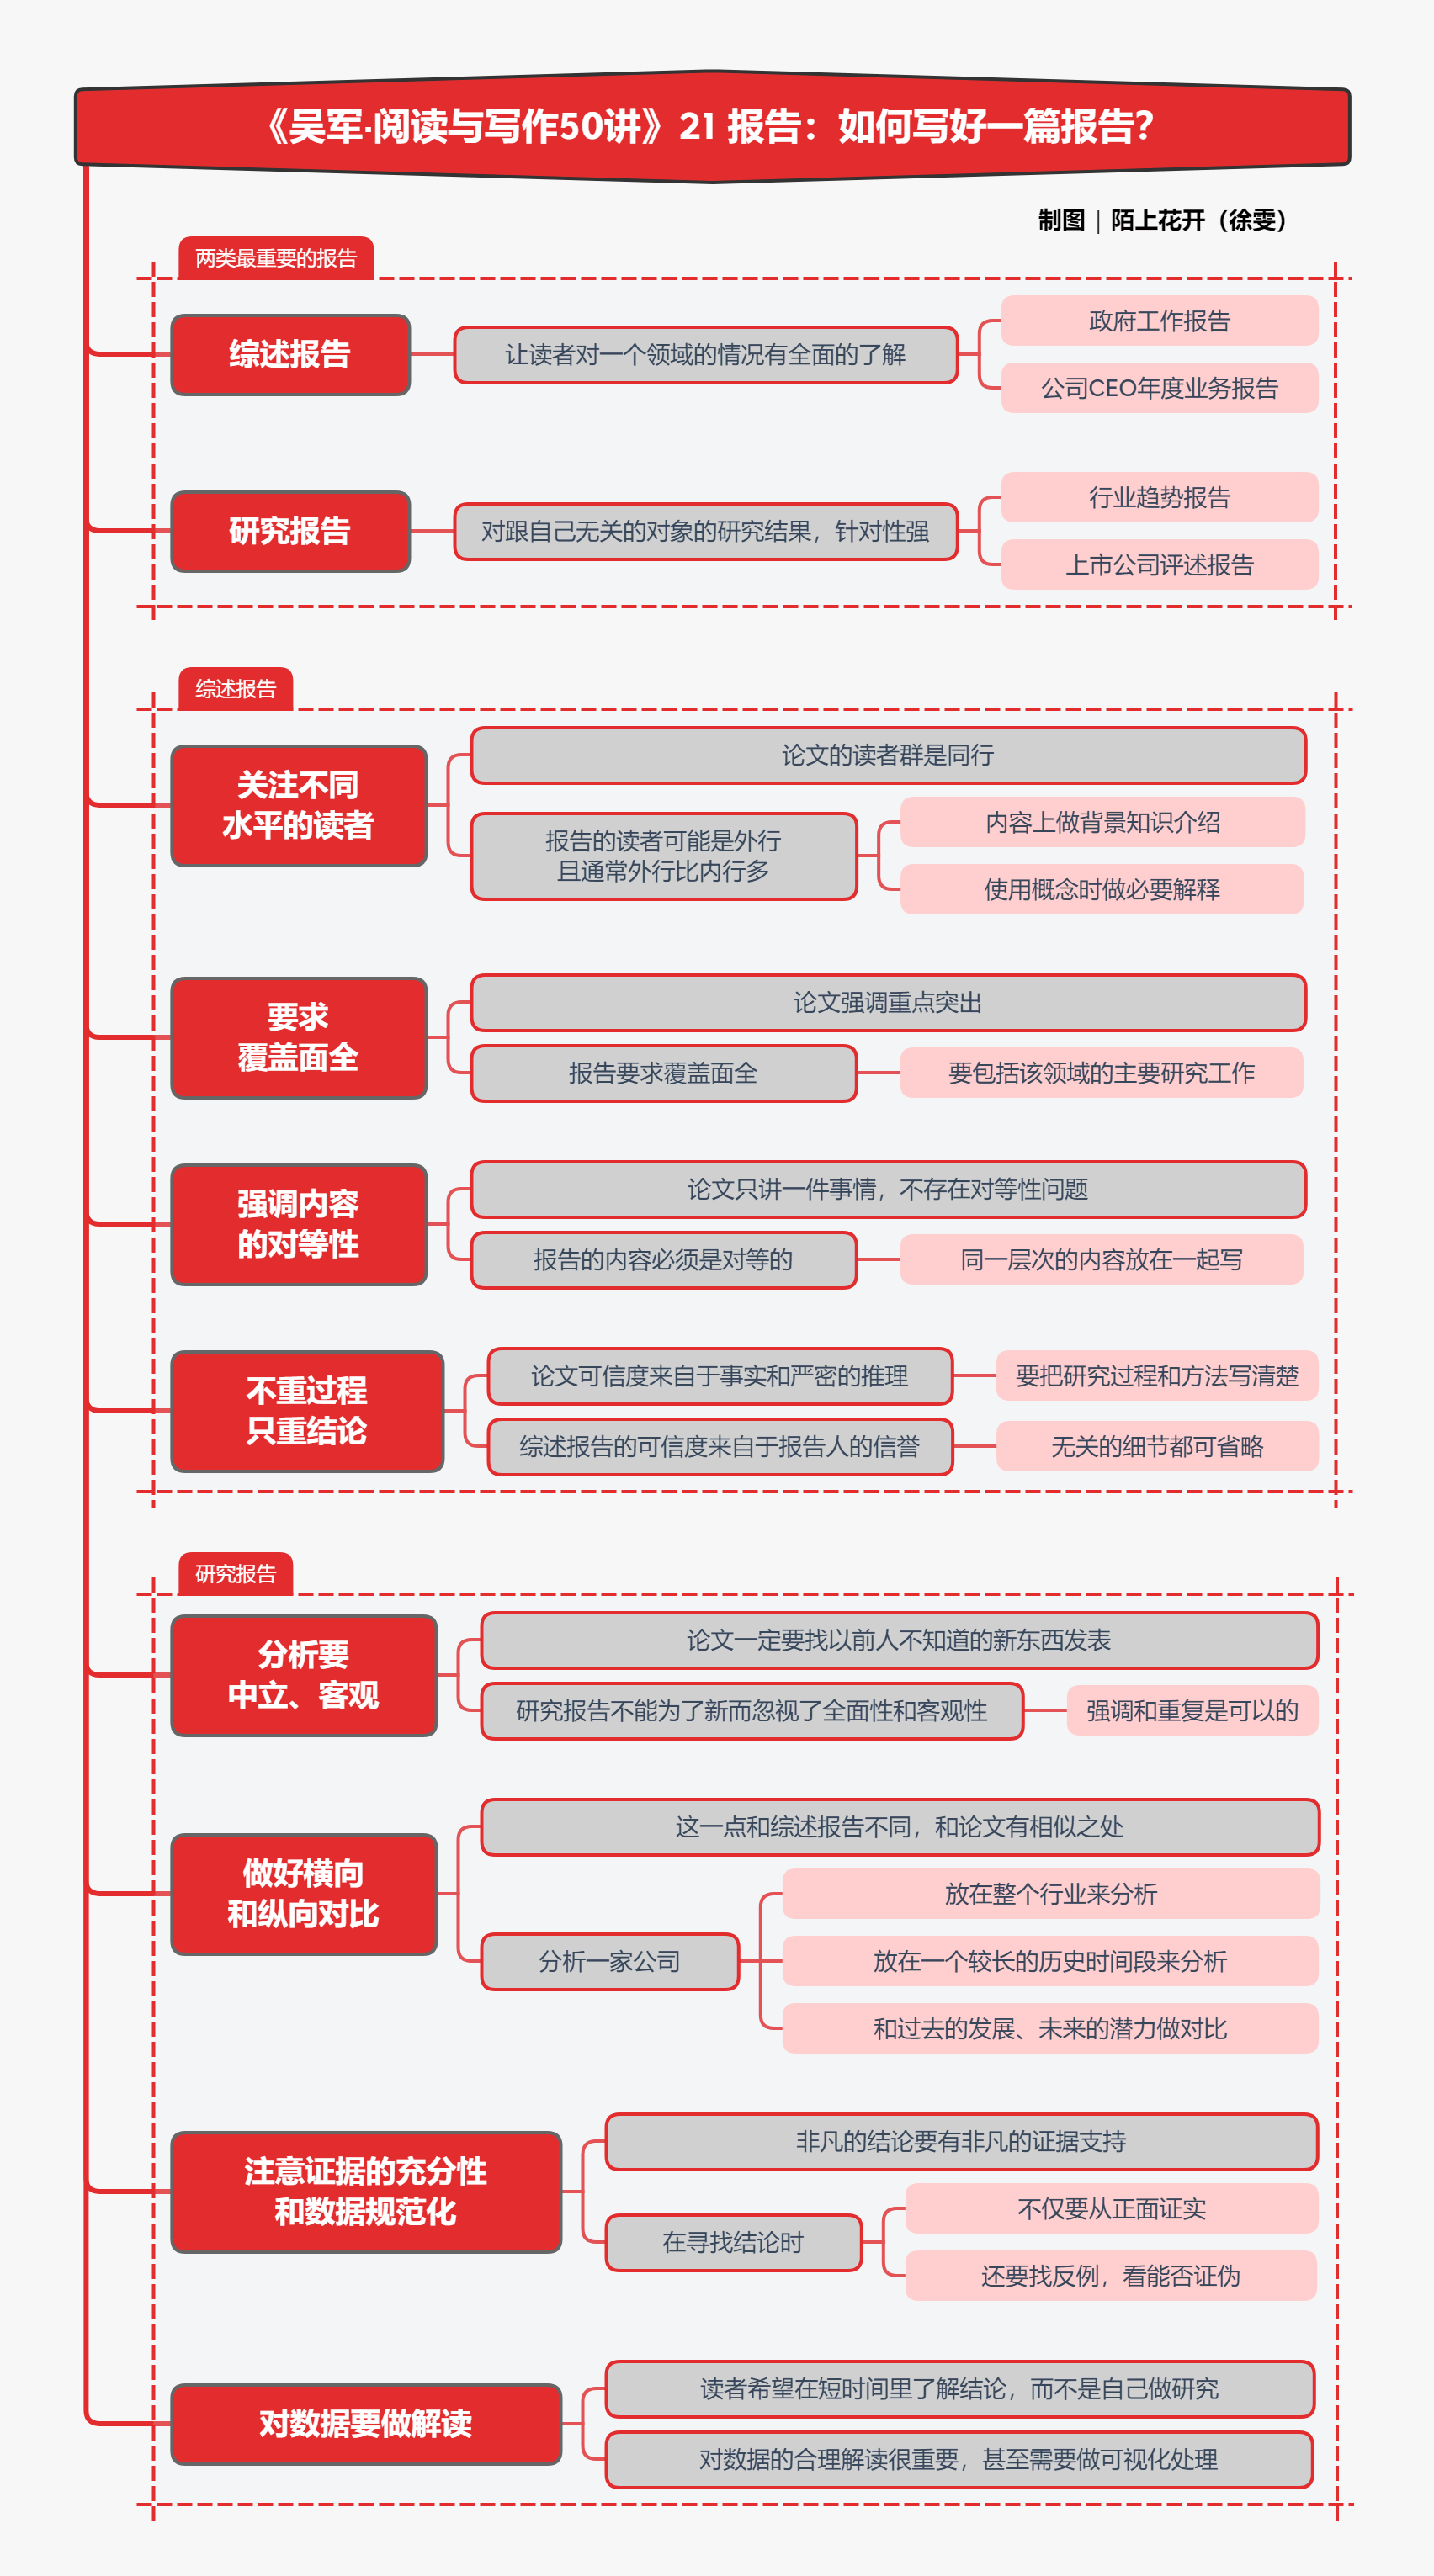 《吴军·阅读与写作50讲》21 报告：如何写好一篇报告？
制图｜陌上花开（徐雯）
两类最重要的报告
综述报告
让读者对一个领域的情况有全面的了解
政府工作报告
公司CEO年度业务报告
研究报告
对跟自己无关的对象的研究结果，针对性强
行业趋势报告
上市公司评述报告
综述报告
关注不同
水平的读者
论文的读者群是同行
报告的读者可能是外行
且通常外行比内行多
内容上做背景知识介绍
使用概念时做必要解释
要求
覆盖面全
论文强调重点突出
报告要求覆盖面全
要包括该领域的主要研究工作
强调内容
的对等性
论文只讲一件事情，不存在对等性问题
报告的内容必须是对等的
同一层次的内容放在一起写
不重过程
只重结论
论文可信度来自于事实和严密的推理
要把研究过程和方法写清楚
综述报告的可信度来自于报告人的信誉
无关的细节都可省略
研究报告
分析要
中立、客观
论文一定要找以前人不知道的新东西发表
研究报告不能为了新而忽视了全面性和客观性
强调和重复是可以的
做好横向
和纵向对比
这一点和综述报告不同，和论文有相似之处
分析一家公司
放在整个行业来分析
放在一个较长的历史时间段来分析
和过去的发展、未来的潜力做对比
注意证据的充分性
和数据规范化
非凡的结论要有非凡的证据支持
在寻找结论时
不仅要从正面证实
还要找反例，看能否证伪
对数据要做解读
读者希望在短时间里了解结论，而不是自己做研究
对数据的合理解读很重要，甚至需要做可视化处理